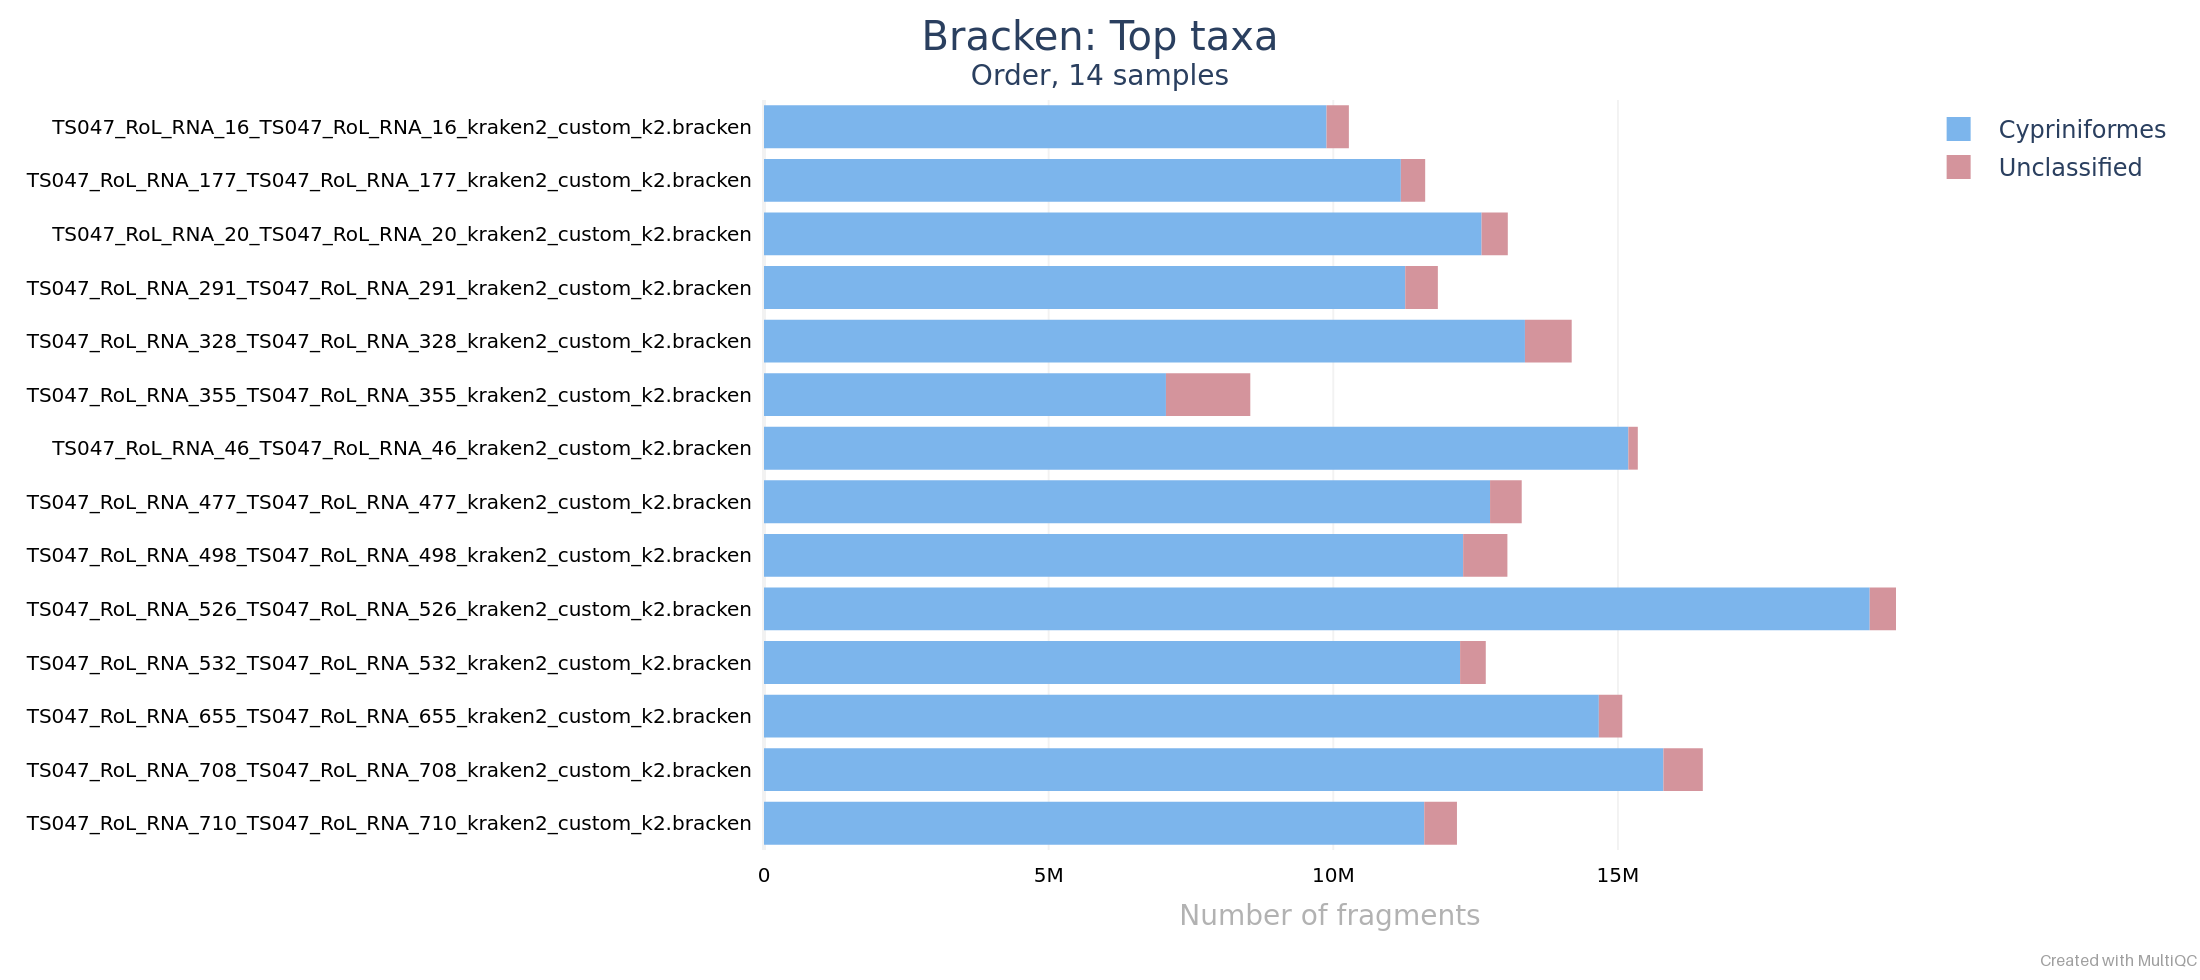 Bracken: Top taxa
Order, 14 samples
TS047_RoL_RNA_16_TS047_RoL_RNA_16_kraken2_custom_k2.bracken
TS047_RoL_RNA_177_TS047_RoL_RNA_177_kraken2_custom_k2.bracken
TS047_RoL_RNA_20_TS047_RoL_RNA_20_kraken2_custom_k2.bracken
TS047_RoL_RNA_291_TS047_RoL_RNA_291_kraken2_custom_k2.bracken
TS047_RoL_RNA_328_TS047_RoL_RNA_328_kraken2_custom_k2.bracken
TS047_RoL_RNA_355_TS047_RoL_RNA_355_kraken2_custom_k2.bracken
TS047_RoL_RNA_46_TS047_RoL_RNA_46_kraken2_custom_k2.bracken
TS047_RoL_RNA_477_TS047_RoL_RNA_477_kraken2_custom_k2.bracken
TS047_RoL_RNA_498_TS047_RoL_RNA_498_kraken2_custom_k2.bracken
TS047_RoL_RNA_526_TS047_RoL_RNA_526_kraken2_custom_k2.bracken
TS047_RoL_RNA_532_TS047_RoL_RNA_532_kraken2_custom_k2.bracken
TS047_RoL_RNA_655_TS047_RoL_RNA_655_kraken2_custom_k2.bracken
TS047_RoL_RNA_708_TS047_RoL_RNA_708_kraken2_custom_k2.bracken
TS047_RoL_RNA_710_TS047_RoL_RNA_710_kraken2_custom_k2.bracken
Cypriniformes
Unclassified
0 5M 10M 15M
Number of fragments
Created with MultiQC